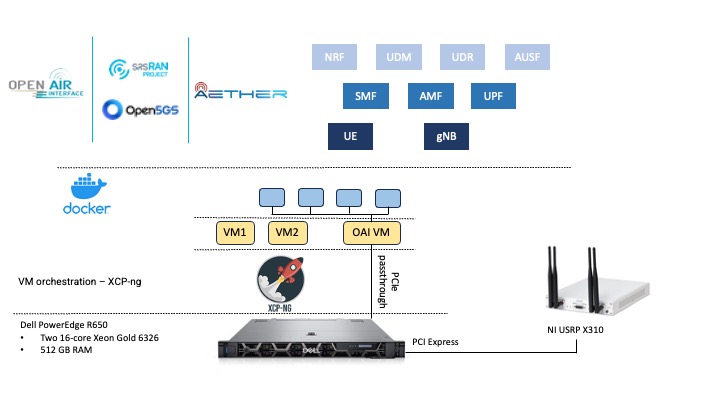 OPEN AIR
INTERFACE
SRSRAN
PROJECT
Open5GS
AETHER
NRF
UDM
UDR
AUSF
SMF
AMF
UPF
UE
gNB
docker
VM1
VM2
OAI VM
PCIe
passthrough
VM orchestration – XCP-ng
XCP-NG
Dell PowerEdge R650
• Two 16-core Xeon Gold 6326
• 512 GB RAM
DELL
PCI Express
NI USRP X310